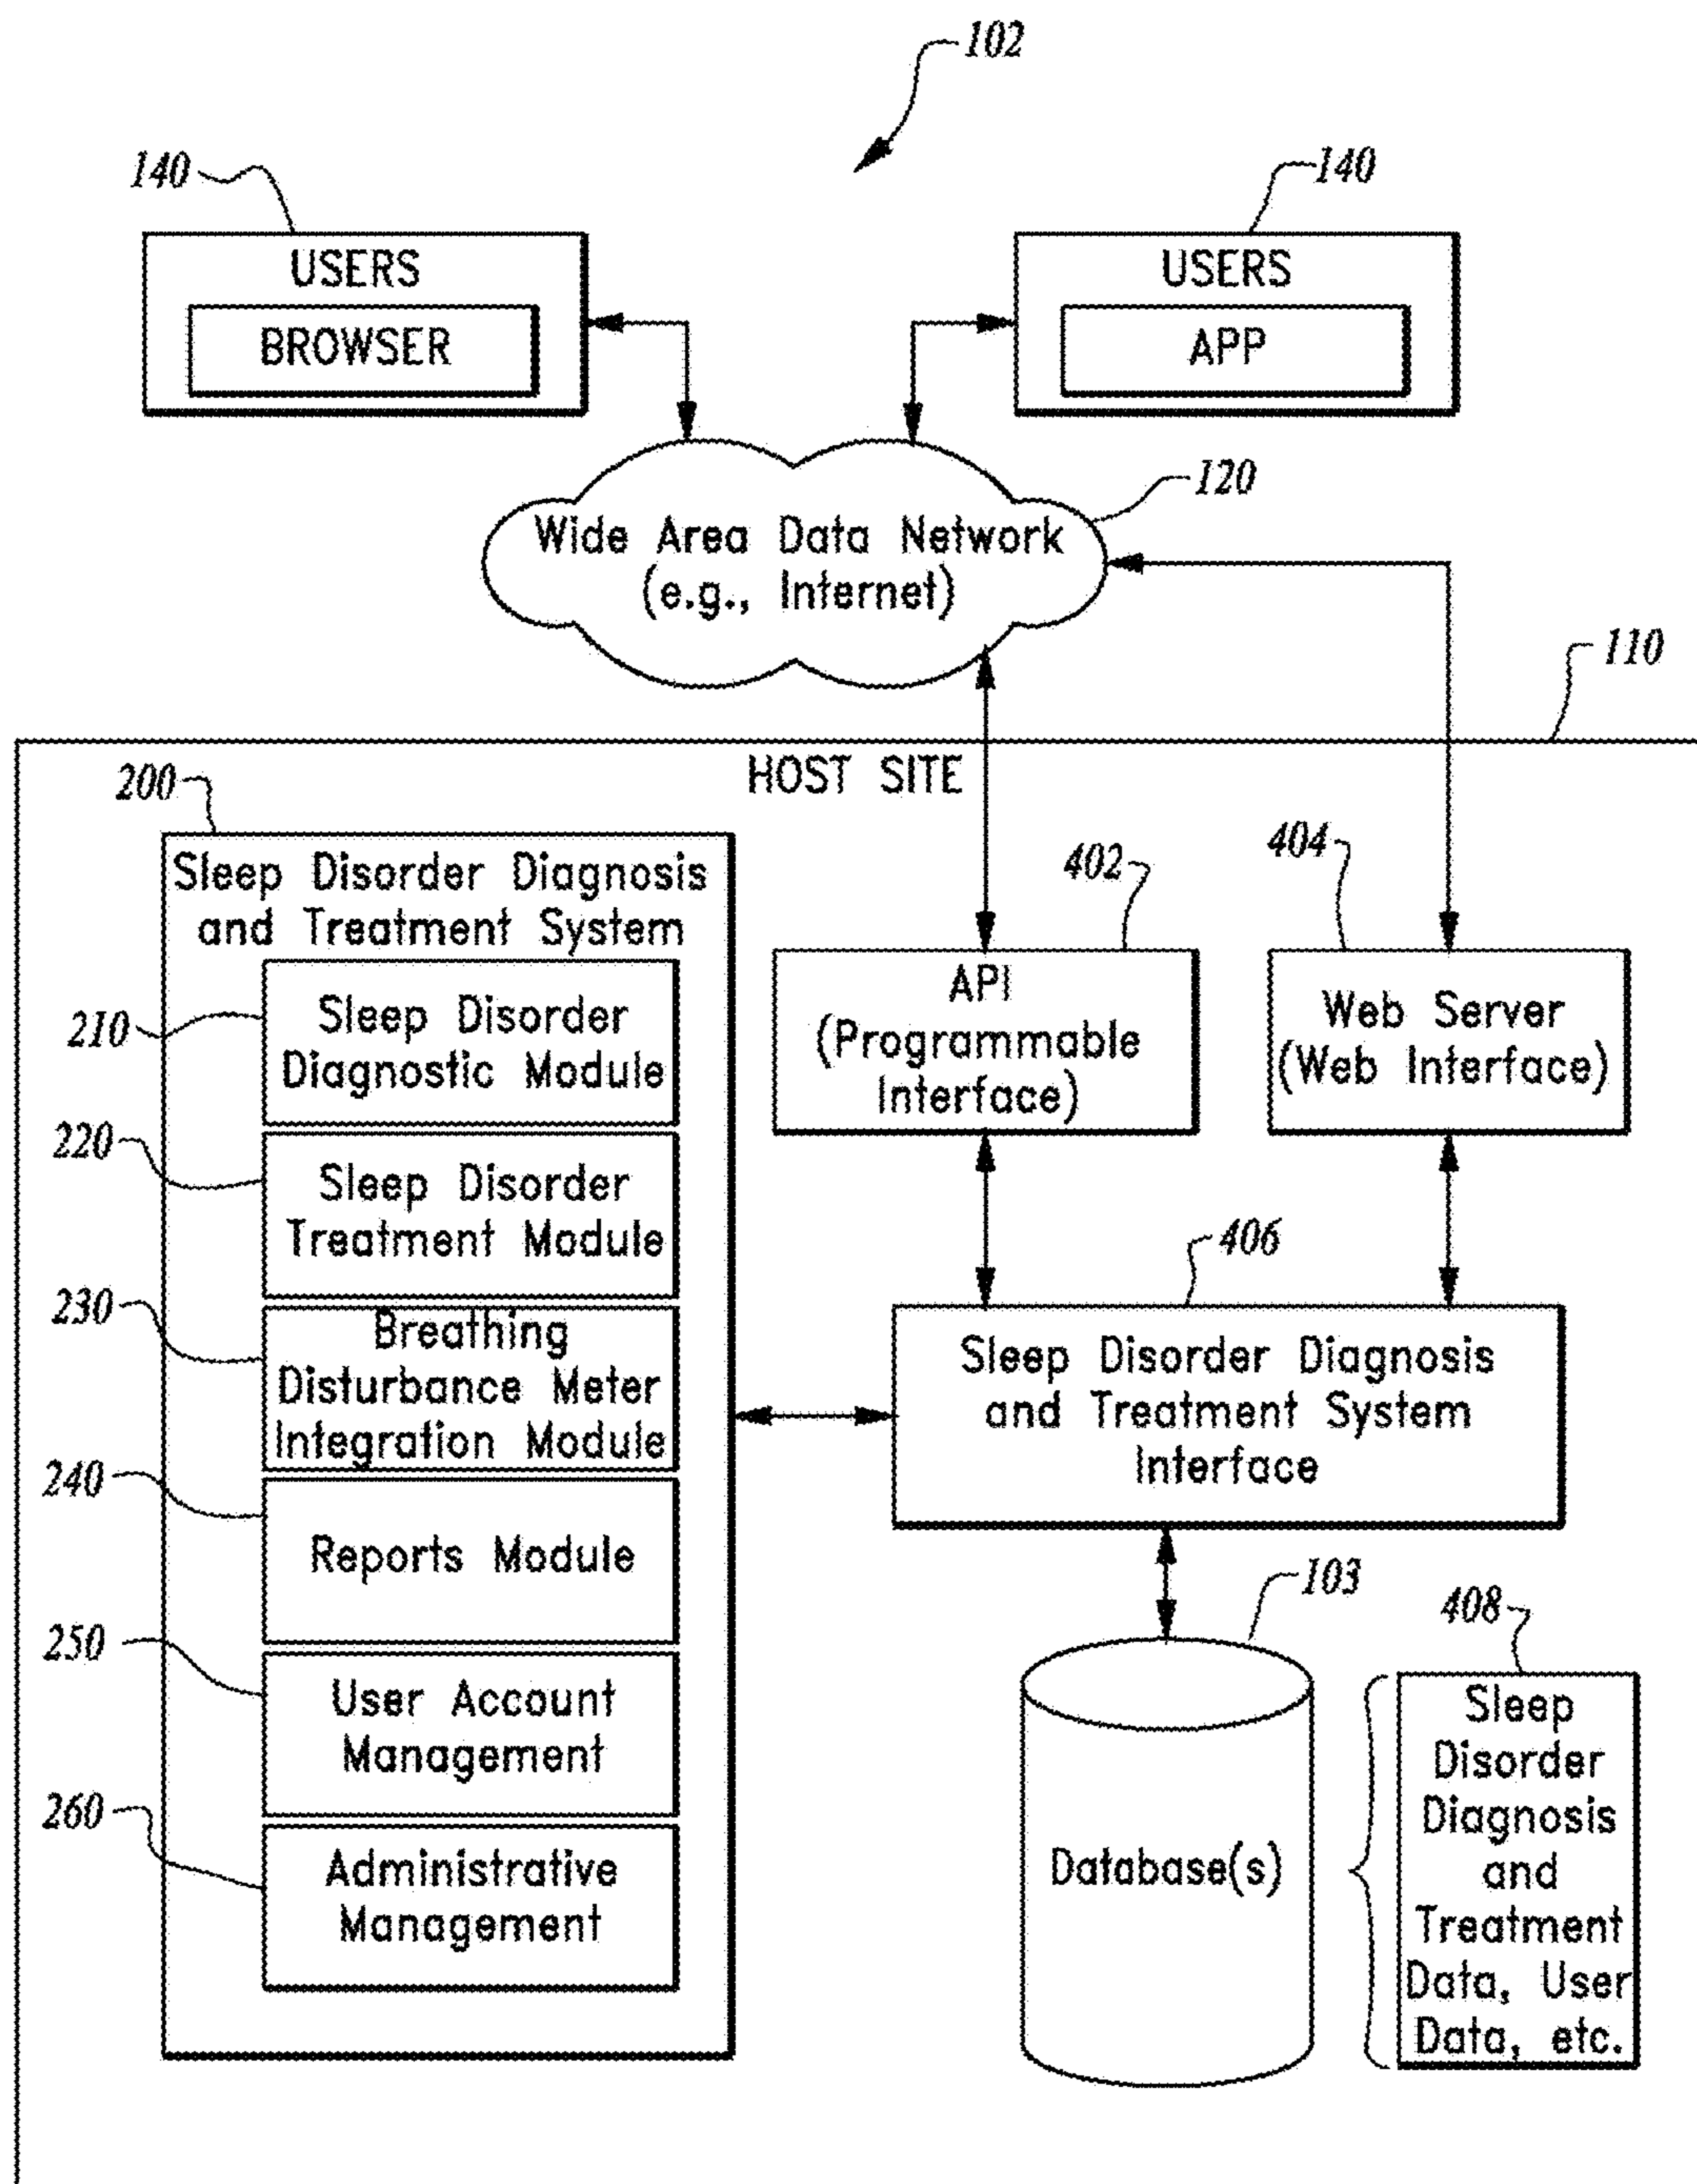 102
140
140
USERS
BROWSER
USERS
APP
120
Wide Area Data Network
(e.g., Internet)
110
HOST SITE
200
Sleep Disorder Diagnosis
and Treatment System
210
Sleep Disorder
Diagnostic Module
220
Sleep Disorder
Treatment Module
230
Breathing
Disturbance Meter
Integration Module
240
Reports Module
250
User Account
Management
260
Administrative
Management
402
API
(Programmable
Interface)
404
Web Server
(Web Interface)
406
Sleep Disorder Diagnosis
and Treatment System
Interface
103
Database(s)
408
Sleep
Disorder
Diagnosis
and
Treatment
Data, User
Data, etc.